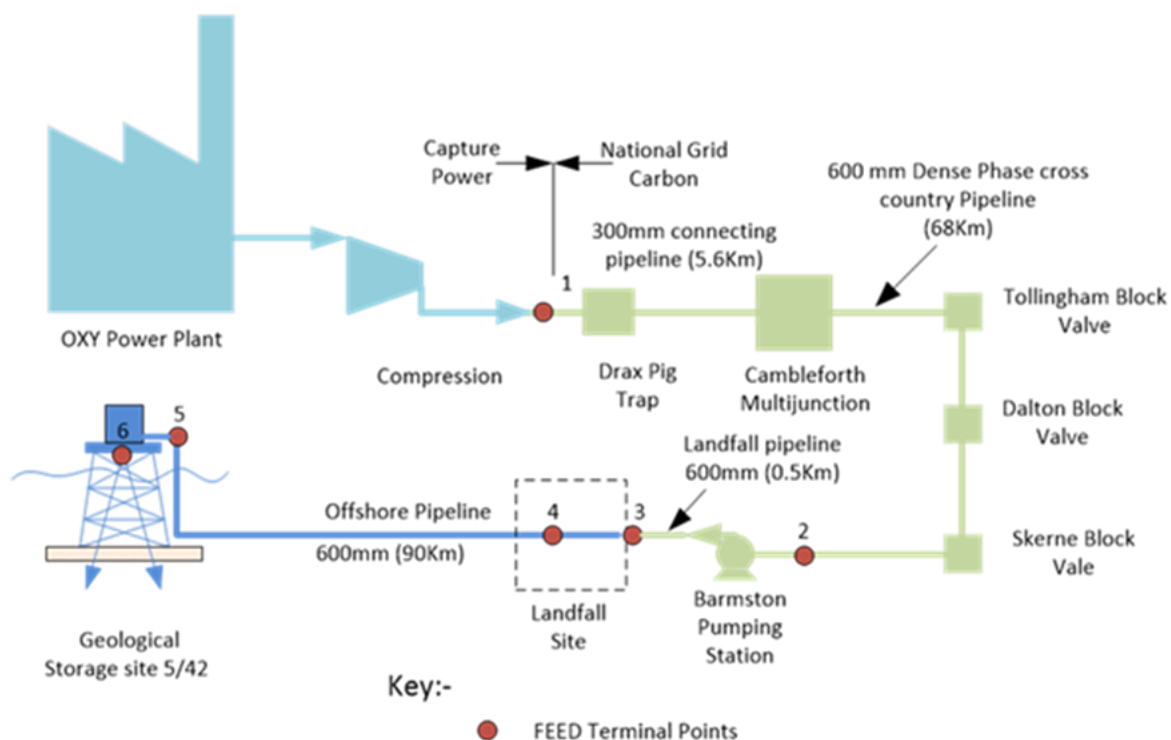 Capture
Power
National Grid
Carbon
600 mm Dense Phase cross
country Pipeline
(68Km)
300mm connecting
pipeline (5.6Km)
1
Tollingham Block
Valve
OXY Power Plant
Compression
Drax Pig
Trap
Cambleforth
Multijunction
Dalton Block
Valve
5
6
Landfall pipeline
600mm (0.5Km)
Offshore Pipeline
600mm (90Km)
4
3
2
Skerne Block
Vale
Landfall
Site
Barmston
Pumping
Station
Geological
Storage site 5/42
Key:-
FEED Terminal Points